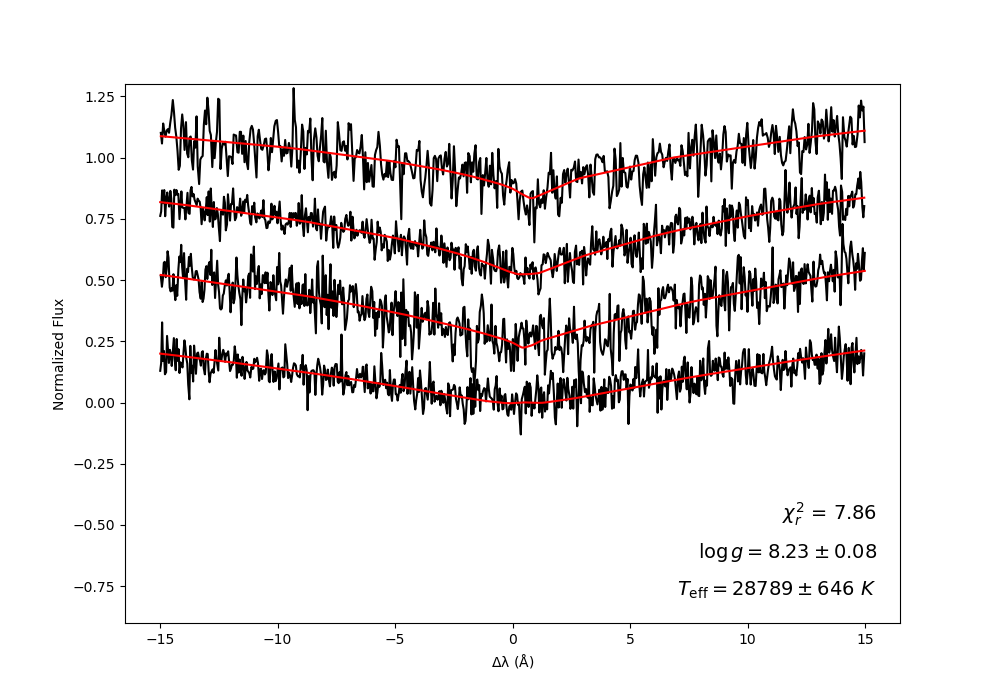 1.25
1.00
0.75
0.50
0.25
0.00
−0.25
−0.50
−0.75
Normalized Flux
χ²ᵣ = 7.86
log g = 8.23 ± 0.08
T_eff = 28789 ± 646 K
−15 −10 −5 0 5 10 15
Δλ (Å)